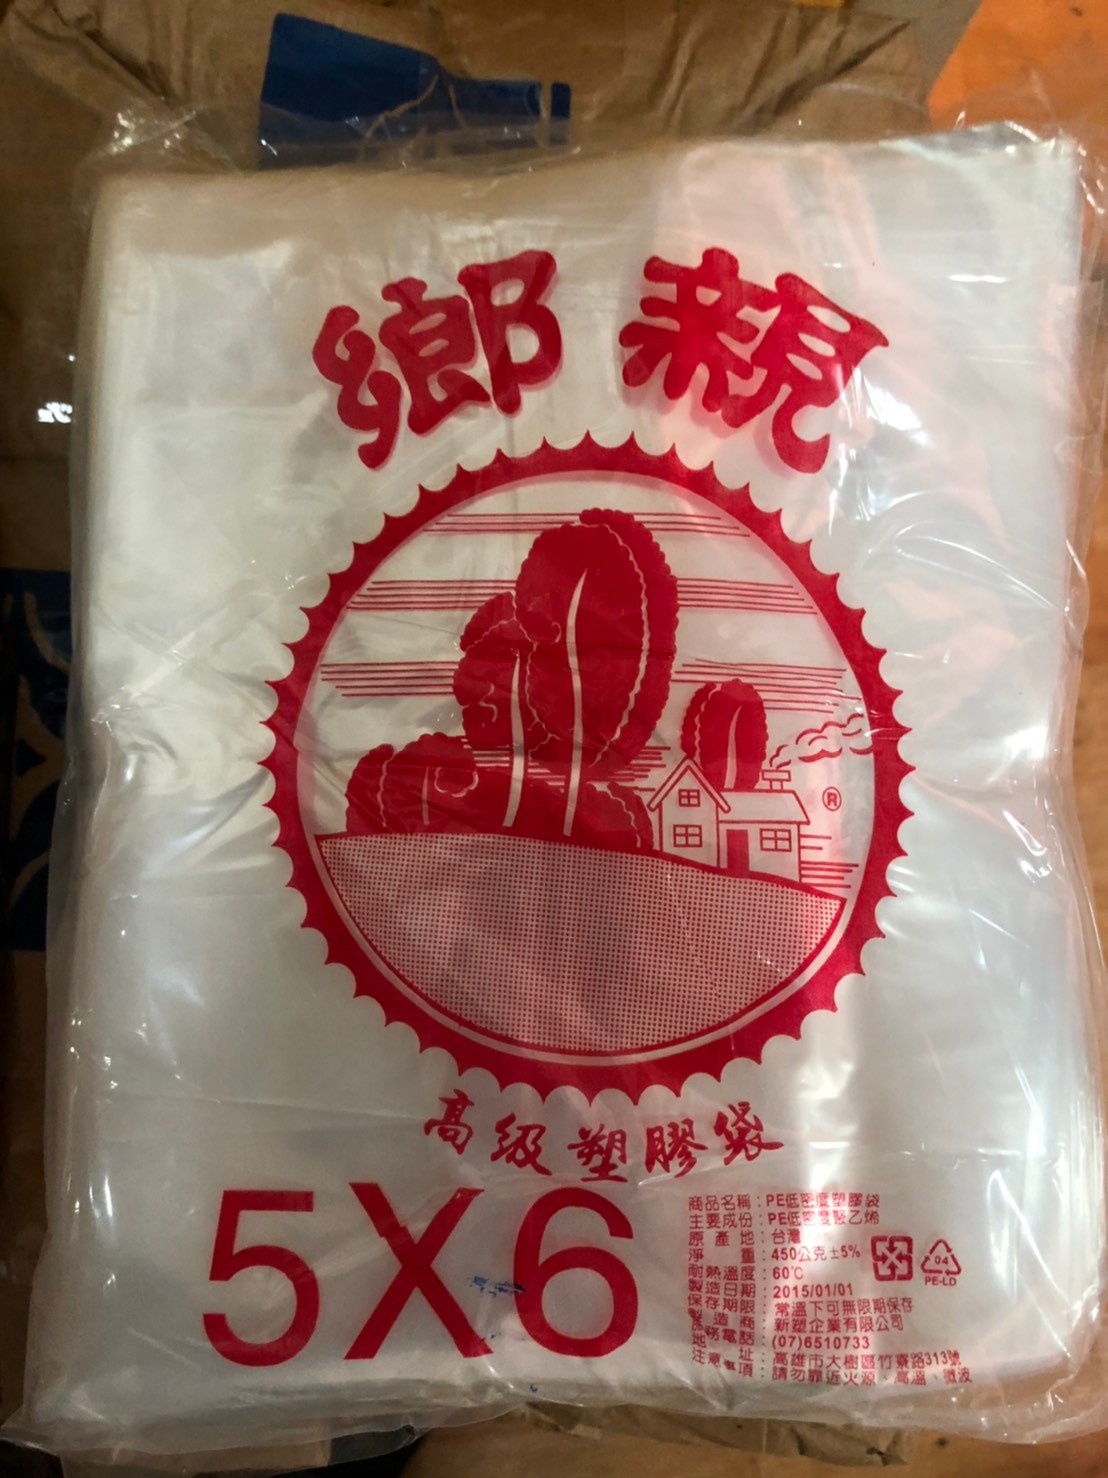 鄉親
®
高級塑膠袋
5X6
商品名稱：PE低密度塑膠袋
主要成份：PE低密度聚乙烯
原產地：台灣
淨重：450公克±5%
耐熱溫度：60℃
製造日期：2015/01/01
保存期限：常溫下可無限期保存
製造商：新塑企業有限公司
服務電話：(07)6510733
地址：高雄市大樹區竹寮路313號
注意事項：請勿靠近火源、高溫、微波
04
PE-LD